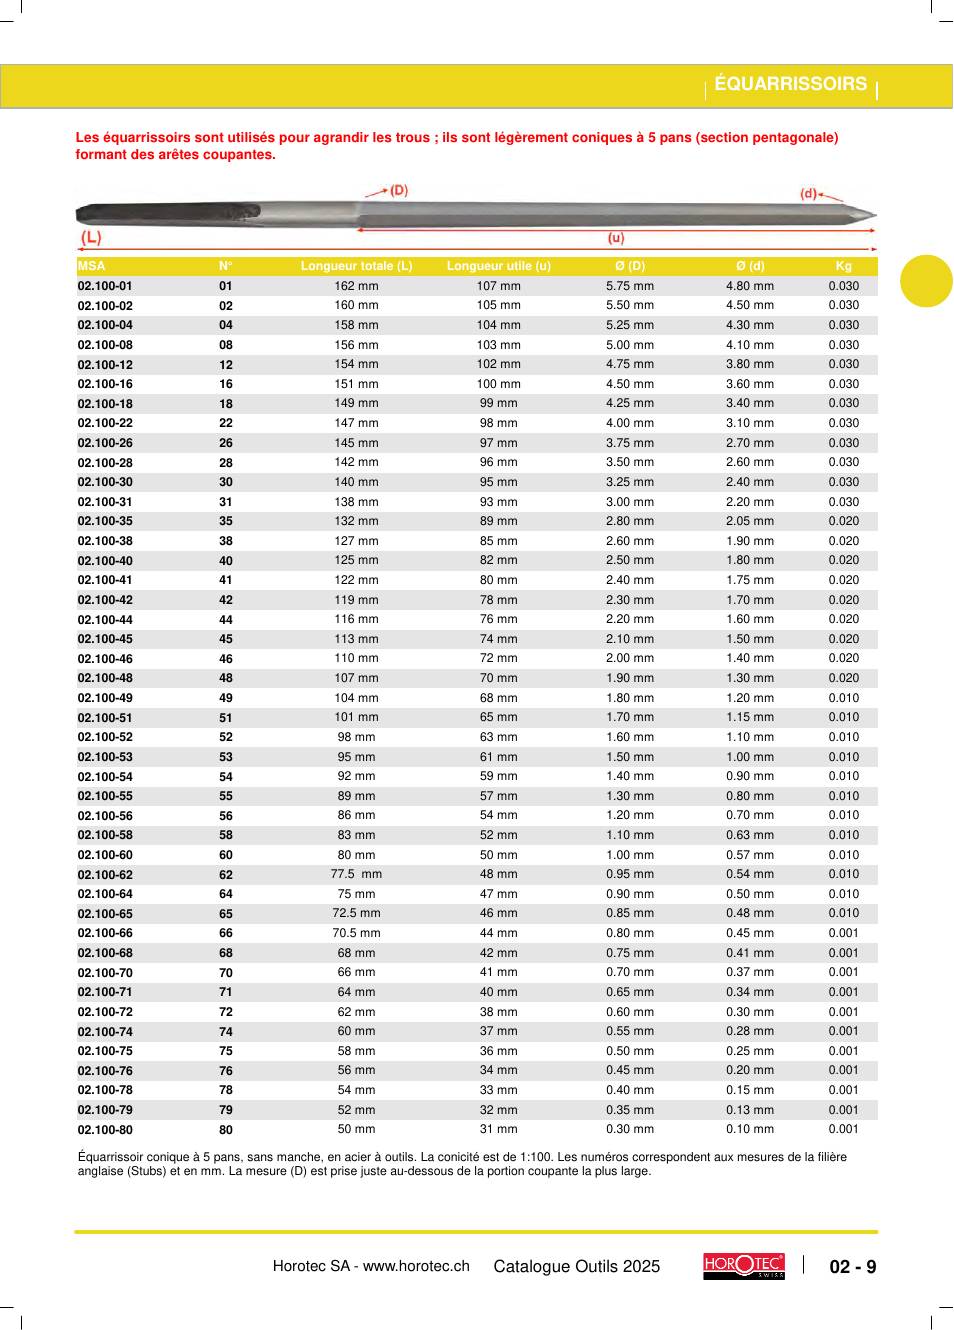 ÉQUARRISSOIRS
Les équarrissoirs sont utilisés pour agrandir les trous ; ils sont légèrement coniques à 5 pans (section pentagonale)
formant des arêtes coupantes.
(D) (d)
(L) (u)
MSA N° Longueur totale (L) Longueur utile (u) Ø (D) Ø (d) Kg
02.100-01 01 162 mm 107 mm 5.75 mm 4.80 mm 0.030
02.100-02 02 160 mm 105 mm 5.50 mm 4.50 mm 0.030
02.100-04 04 158 mm 104 mm 5.25 mm 4.30 mm 0.030
02.100-08 08 156 mm 103 mm 5.00 mm 4.10 mm 0.030
02.100-12 12 154 mm 102 mm 4.75 mm 3.80 mm 0.030
02.100-16 16 151 mm 100 mm 4.50 mm 3.60 mm 0.030
02.100-18 18 149 mm 99 mm 4.25 mm 3.40 mm 0.030
02.100-22 22 147 mm 98 mm 4.00 mm 3.10 mm 0.030
02.100-26 26 145 mm 97 mm 3.75 mm 2.70 mm 0.030
02.100-28 28 142 mm 96 mm 3.50 mm 2.60 mm 0.030
02.100-30 30 140 mm 95 mm 3.25 mm 2.40 mm 0.030
02.100-31 31 138 mm 93 mm 3.00 mm 2.20 mm 0.030
02.100-35 35 132 mm 89 mm 2.80 mm 2.05 mm 0.020
02.100-38 38 127 mm 85 mm 2.60 mm 1.90 mm 0.020
02.100-40 40 125 mm 82 mm 2.50 mm 1.80 mm 0.020
02.100-41 41 122 mm 80 mm 2.40 mm 1.75 mm 0.020
02.100-42 42 119 mm 78 mm 2.30 mm 1.70 mm 0.020
02.100-44 44 116 mm 76 mm 2.20 mm 1.60 mm 0.020
02.100-45 45 113 mm 74 mm 2.10 mm 1.50 mm 0.020
02.100-46 46 110 mm 72 mm 2.00 mm 1.40 mm 0.020
02.100-48 48 107 mm 70 mm 1.90 mm 1.30 mm 0.020
02.100-49 49 104 mm 68 mm 1.80 mm 1.20 mm 0.010
02.100-51 51 101 mm 65 mm 1.70 mm 1.15 mm 0.010
02.100-52 52 98 mm 63 mm 1.60 mm 1.10 mm 0.010
02.100-53 53 95 mm 61 mm 1.50 mm 1.00 mm 0.010
02.100-54 54 92 mm 59 mm 1.40 mm 0.90 mm 0.010
02.100-55 55 89 mm 57 mm 1.30 mm 0.80 mm 0.010
02.100-56 56 86 mm 54 mm 1.20 mm 0.70 mm 0.010
02.100-58 58 83 mm 52 mm 1.10 mm 0.63 mm 0.010
02.100-60 60 80 mm 50 mm 1.00 mm 0.57 mm 0.010
02.100-62 62 77.5 mm 48 mm 0.95 mm 0.54 mm 0.010
02.100-64 64 75 mm 47 mm 0.90 mm 0.50 mm 0.010
02.100-65 65 72.5 mm 46 mm 0.85 mm 0.48 mm 0.010
02.100-66 66 70.5 mm 44 mm 0.80 mm 0.45 mm 0.001
02.100-68 68 68 mm 42 mm 0.75 mm 0.41 mm 0.001
02.100-70 70 66 mm 41 mm 0.70 mm 0.37 mm 0.001
02.100-71 71 64 mm 40 mm 0.65 mm 0.34 mm 0.001
02.100-72 72 62 mm 38 mm 0.60 mm 0.30 mm 0.001
02.100-74 74 60 mm 37 mm 0.55 mm 0.28 mm 0.001
02.100-75 75 58 mm 36 mm 0.50 mm 0.25 mm 0.001
02.100-76 76 56 mm 34 mm 0.45 mm 0.20 mm 0.001
02.100-78 78 54 mm 33 mm 0.40 mm 0.15 mm 0.001
02.100-79 79 52 mm 32 mm 0.35 mm 0.13 mm 0.001
02.100-80 80 50 mm 31 mm 0.30 mm 0.10 mm 0.001
Équarrissoir conique à 5 pans, sans manche, en acier à outils. La conicité est de 1:100. Les numéros correspondent aux mesures de la filière
anglaise (Stubs) et en mm. La mesure (D) est prise juste au-dessous de la portion coupante la plus large.
Horotec SA - www.horotec.ch Catalogue Outils 2025 HOROTEC® SWISS 02 - 9